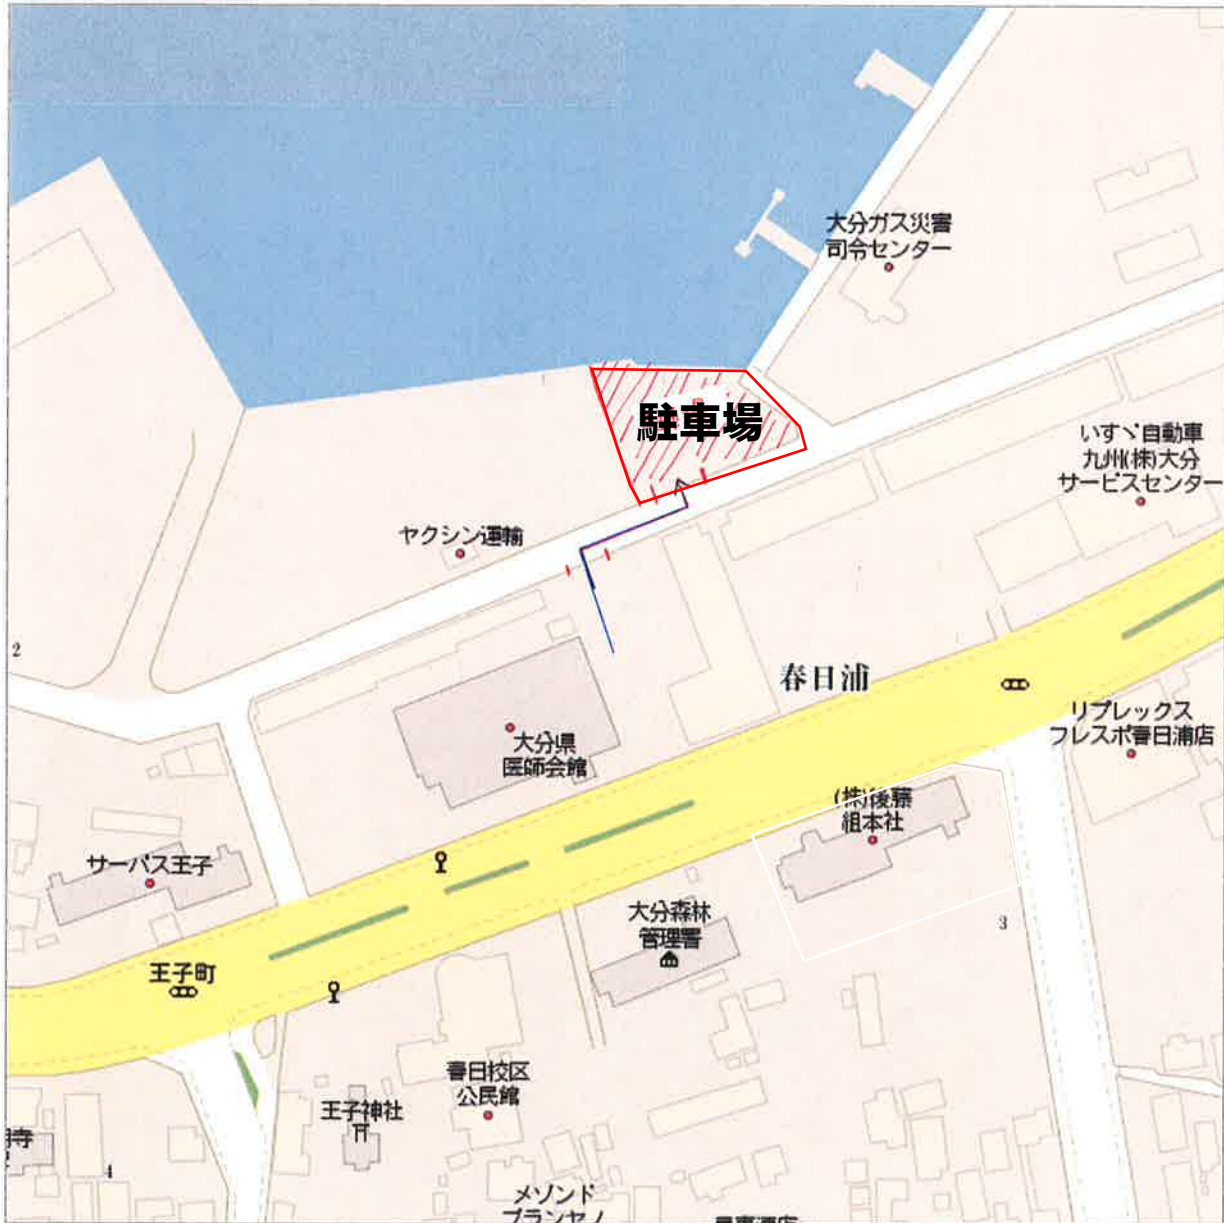 大分ガス災害
司令センター
駐車場
いすゞ自動車
九州(株)大分
サービスセンター
ヤクシン運輸
2
春日浦
リプレックス
フレスポ春日浦店
大分県
医師会館
(株)後藤
組本社
サーパス王子
大分森林
管理署
3
王子町
春日校区
公民館
王子神社
寺
4
メゾンド